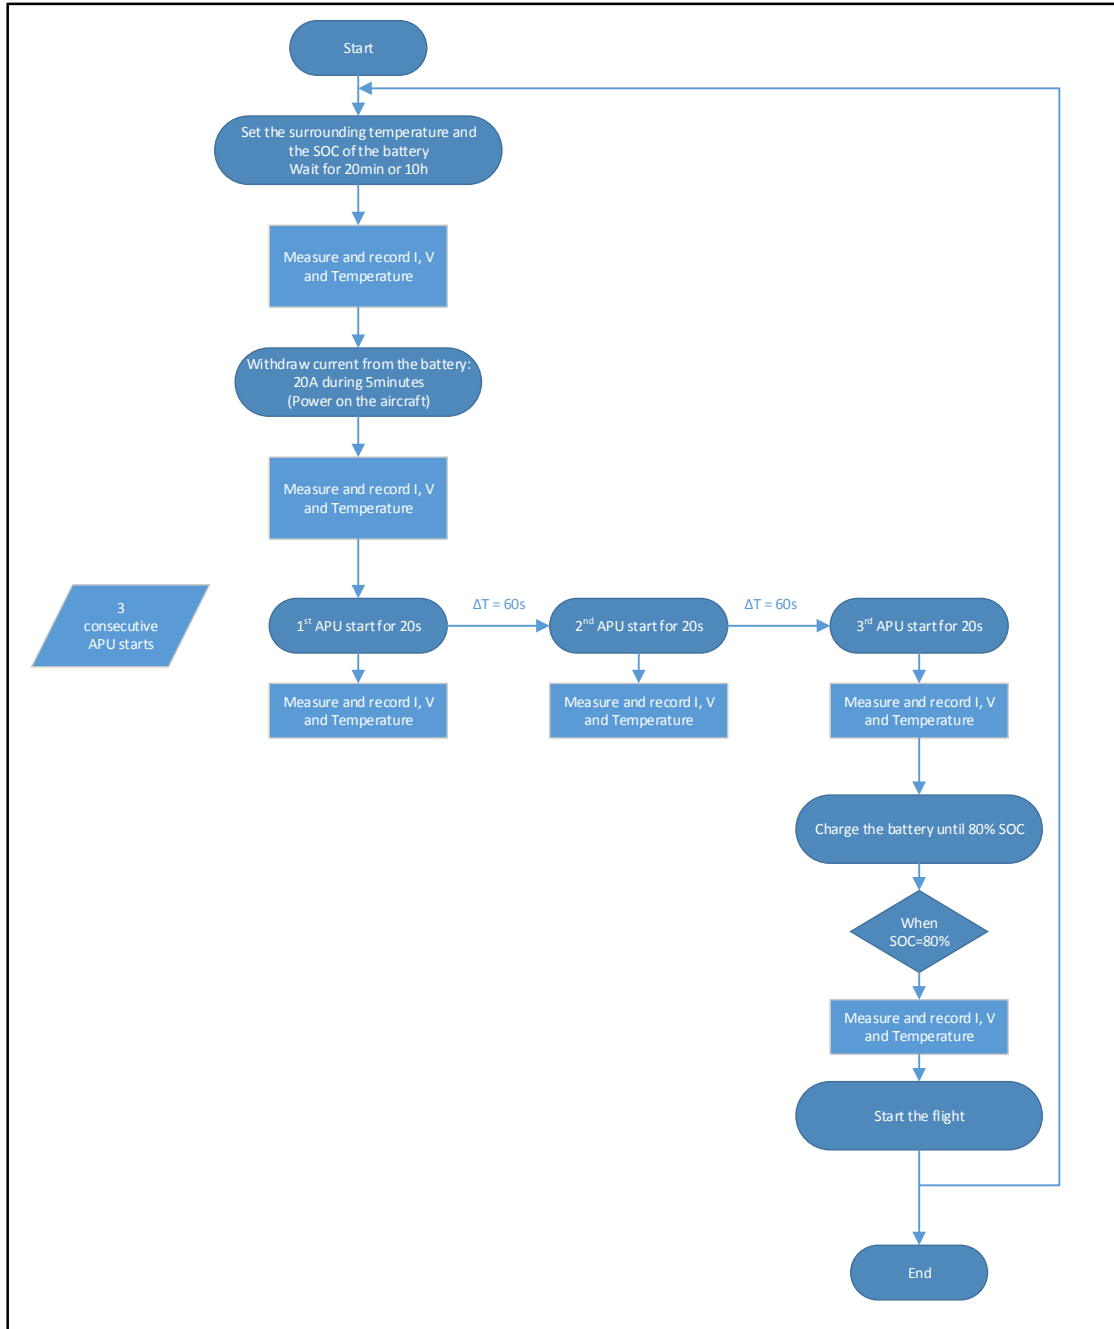 Start
Set the surrounding temperature and
the SOC of the battery
Wait for 20min or 10h
Measure and record I, V
and Temperature
Withdraw current from the battery:
20A during 5minutes
(Power on the aircraft)
Measure and record I, V
and Temperature
3
consecutive
APU starts
1st APU start for 20s
ΔT = 60s
2nd APU start for 20s
ΔT = 60s
3rd APU start for 20s
Measure and record I, V
and Temperature
Measure and record I, V
and Temperature
Measure and record I, V
and Temperature
Charge the battery until 80% SOC
When
SOC=80%
Measure and record I, V
and Temperature
Start the flight
End